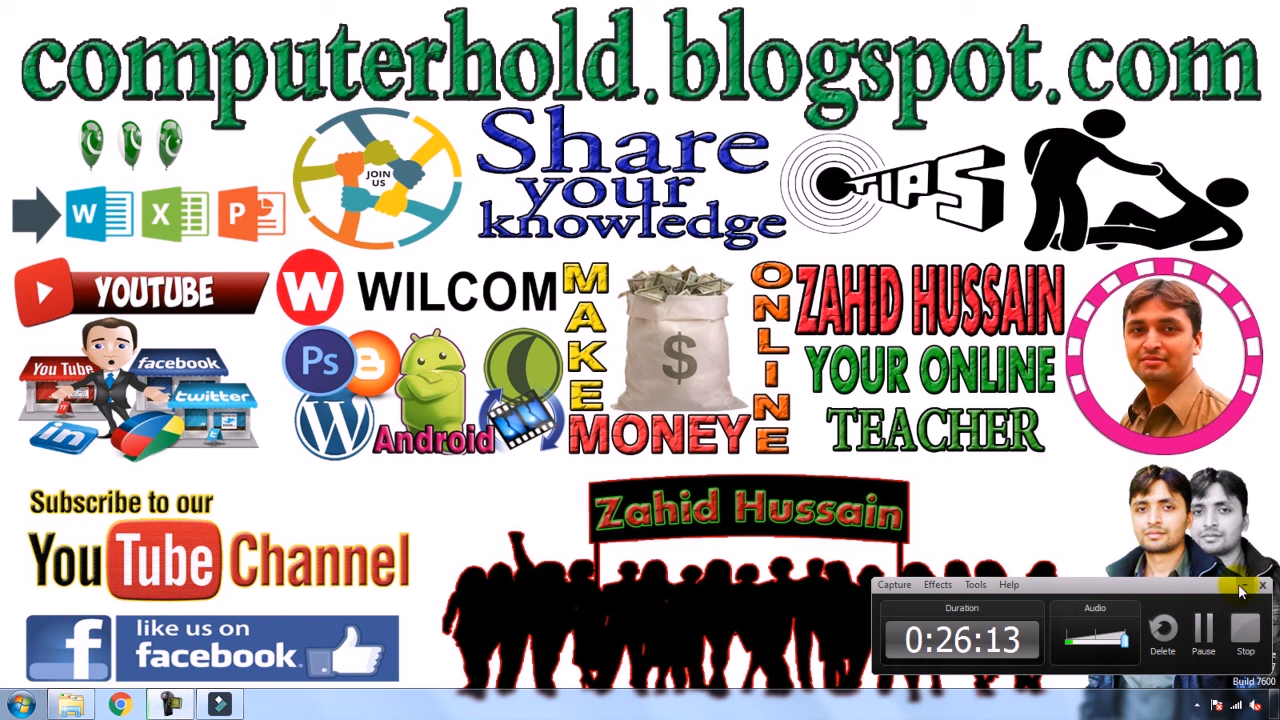 computerhold.blogspot.com
JOIN
US
Share
your
knowledge
TIPS
W
X
P
YOUTUBE
W WILCOM
MAKE
MONEY
ONLINE
$
ZAHID HUSSAIN
YOUR ONLINE
TEACHER
You Tube
facebook
twitter
in
Ps
Android
Subscribe to our
YouTube Channel
Zahid Hussain
f
like us on
facebook.
Capture Effects Tools Help
Duration
0:26:13
Audio
Delete
Pause
Stop
Build 7600